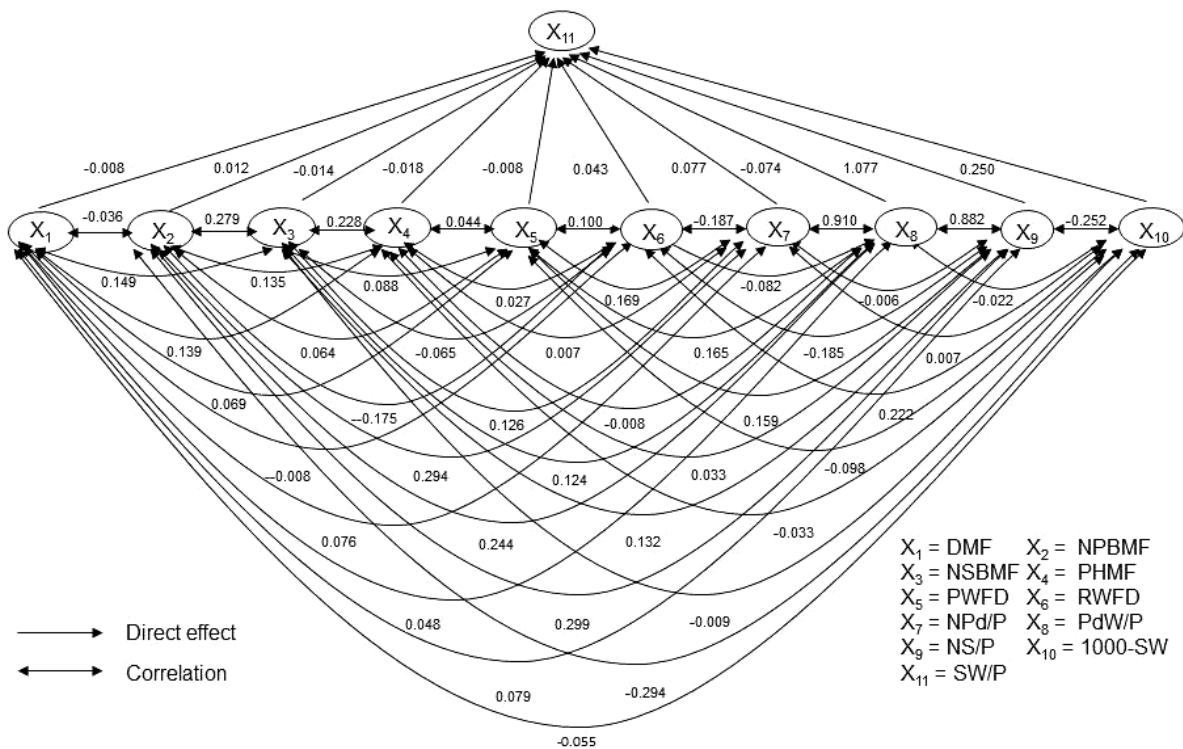 X₁₁
-0.008 0.012 -0.014 -0.018 -0.008 0.043 0.077 -0.074 1.077 0.250
-0.036 0.279 0.228 0.044 0.100 -0.187 0.910 0.882 -0.252
X₁ X₂ X₃ X₄ X₅ X₆ X₇ X₈ X₉ X₁₀
0.149 0.135 0.088 0.027 0.169 -0.082 -0.006 -0.022
0.139 0.064 -0.065 0.007 0.165 -0.185 0.007
0.069 --0.175 0.126 -0.008 0.159 0.222
--0.008 0.294 0.124 0.033 -0.098
0.076 0.244 0.132 -0.033
0.048 0.299 -0.009
0.079 -0.294
-0.055
Direct effect
Correlation
X₁ = DMF X₂ = NPBMF
X₃ = NSBMF X₄ = PHMF
X₅ = PWFD X₆ = RWFD
X₇ = NPd/P X₈ = PdW/P
X₉ = NS/P X₁₀ = 1000-SW
X₁₁ = SW/P